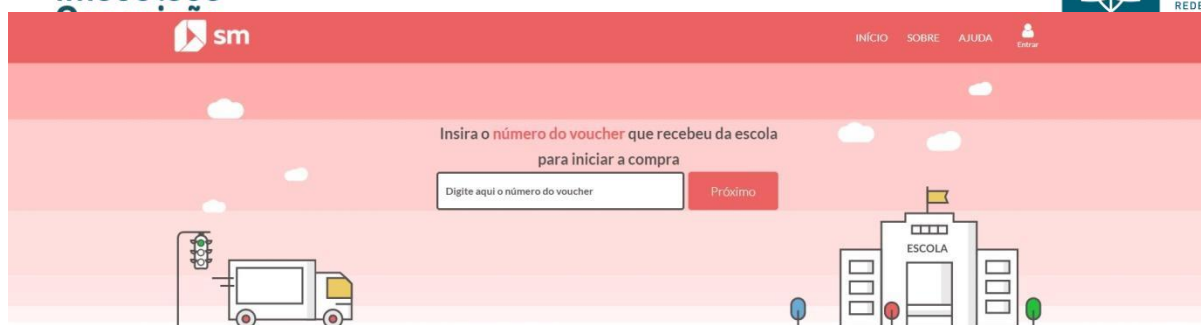 REDE
sm
INÍCIO SOBRE AJUDA
Entrar
Insira o número do voucher que recebeu da escola
para iniciar a compra
Digite aqui o número do voucher
Próximo
ESCOLA